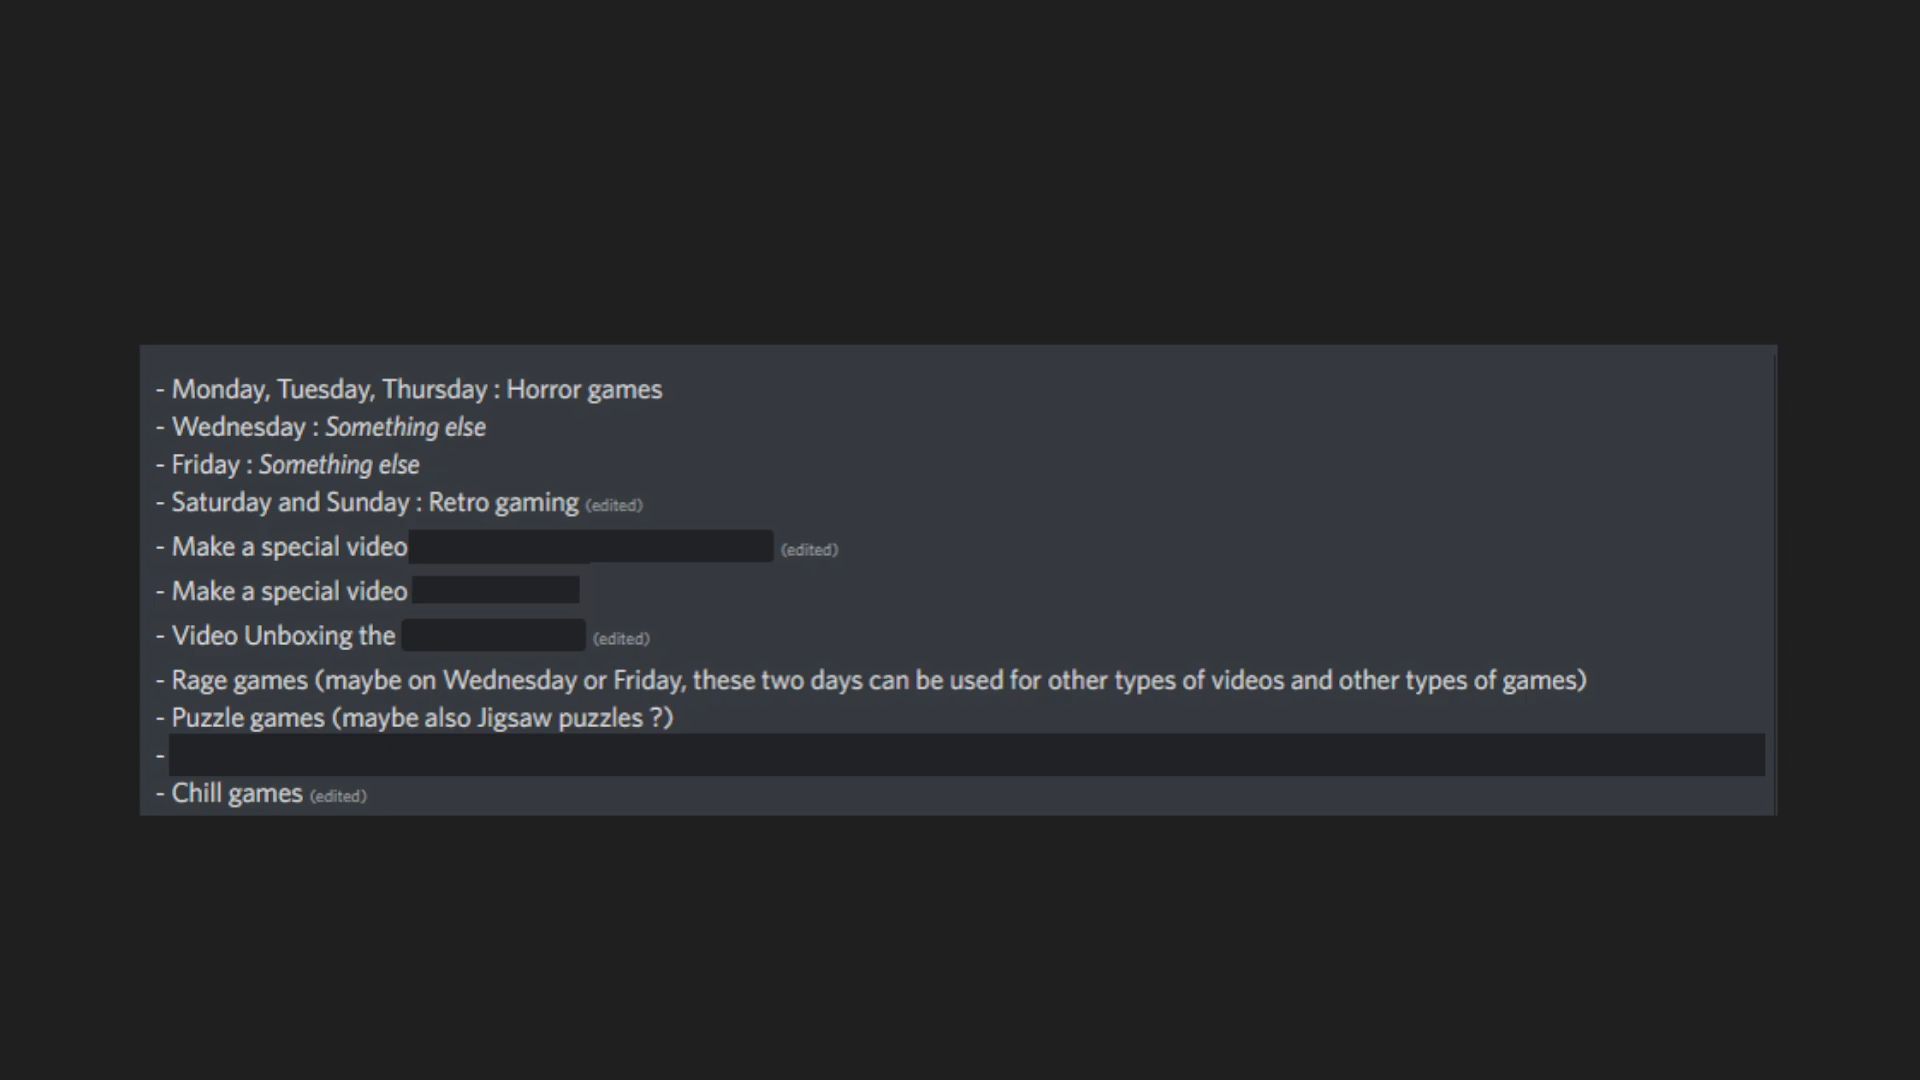 - Monday, Tuesday, Thursday : Horror games
- Wednesday : Something else
- Friday : Something else
- Saturday and Sunday : Retro gaming (edited)
- Make a special video (edited)
- Make a special video
- Video Unboxing the (edited)
- Rage games (maybe on Wednesday or Friday, these two days can be used for other types of videos and other types of games)
- Puzzle games (maybe also Jigsaw puzzles ?)
-
- Chill games (edited)